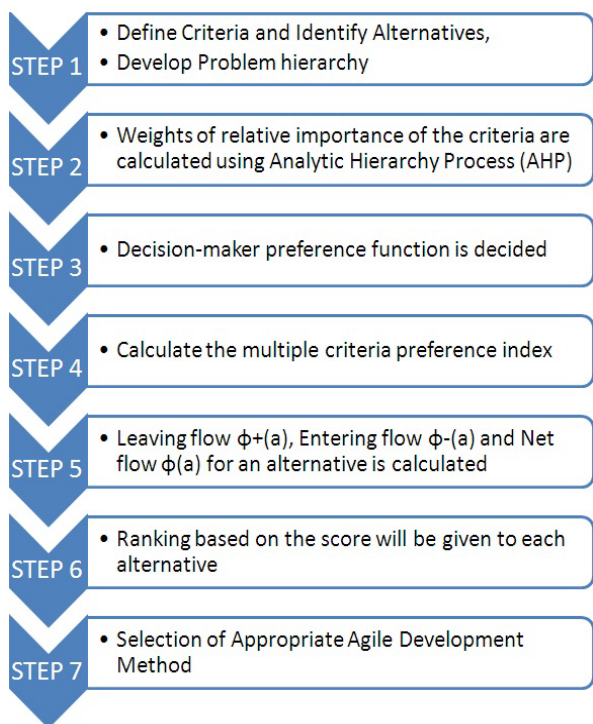 STEP 1
• Define Criteria and Identify Alternatives,
• Develop Problem hierarchy
STEP 2
• Weights of relative importance of the criteria are
calculated using Analytic Hierarchy Process (AHP)
STEP 3
• Decision-maker preference function is decided
STEP 4
• Calculate the multiple criteria preference index
STEP 5
• Leaving flow ϕ+(a), Entering flow ϕ-(a) and Net
flow ϕ(a) for an alternative is calculated
STEP 6
• Ranking based on the score will be given to each
alternative
STEP 7
• Selection of Appropriate Agile Development
Method